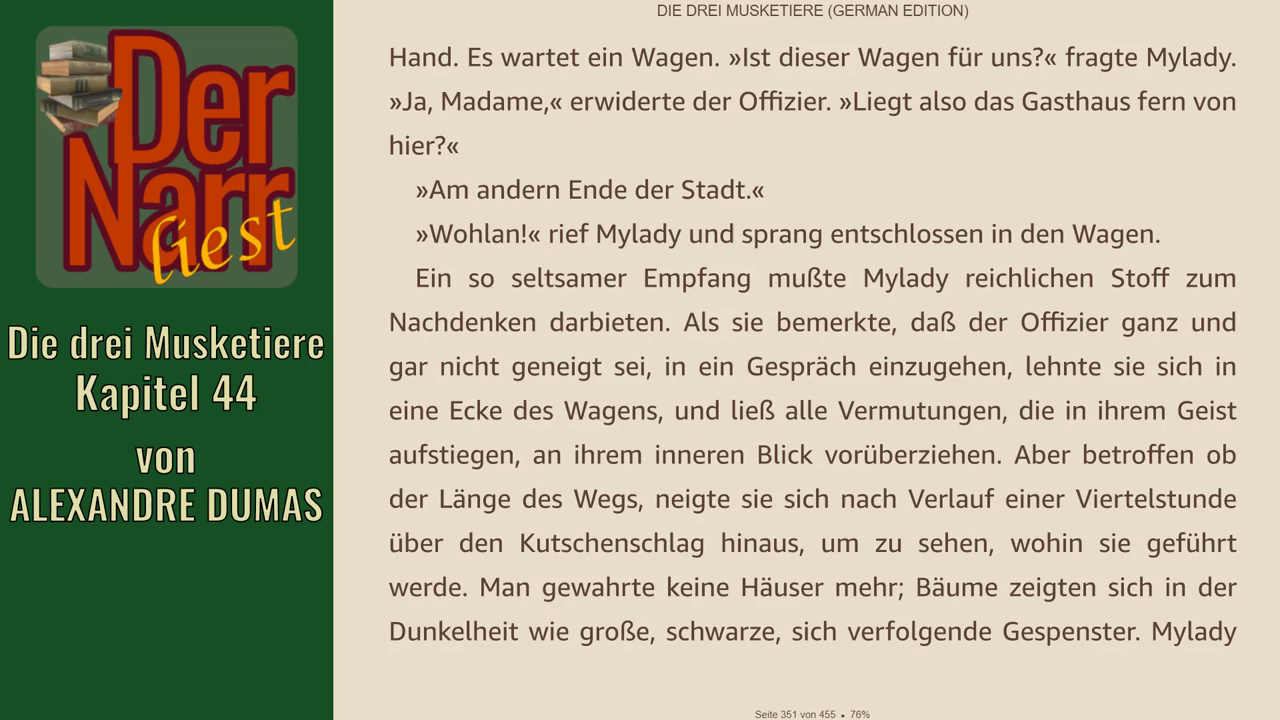 Der
Narr
liest
Die drei Musketiere
Kapitel 44
von
ALEXANDRE DUMAS
DIE DREI MUSKETIERE (GERMAN EDITION)
Hand. Es wartet ein Wagen. »Ist dieser Wagen für uns?« fragte Mylady.
»Ja, Madame,« erwiderte der Offizier. »Liegt also das Gasthaus fern von
hier?«
»Am andern Ende der Stadt.«
»Wohlan!« rief Mylady und sprang entschlossen in den Wagen.
Ein so seltsamer Empfang mußte Mylady reichlichen Stoff zum
Nachdenken darbieten. Als sie bemerkte, daß der Offizier ganz und
gar nicht geneigt sei, in ein Gespräch einzugehen, lehnte sie sich in
eine Ecke des Wagens, und ließ alle Vermutungen, die in ihrem Geist
aufstiegen, an ihrem inneren Blick vorüberziehen. Aber betroffen ob
der Länge des Wegs, neigte sie sich nach Verlauf einer Viertelstunde
über den Kutschenschlag hinaus, um zu sehen, wohin sie geführt
werde. Man gewahrte keine Häuser mehr; Bäume zeigten sich in der
Dunkelheit wie große, schwarze, sich verfolgende Gespenster. Mylady
Seite 351 von 455 • 76%